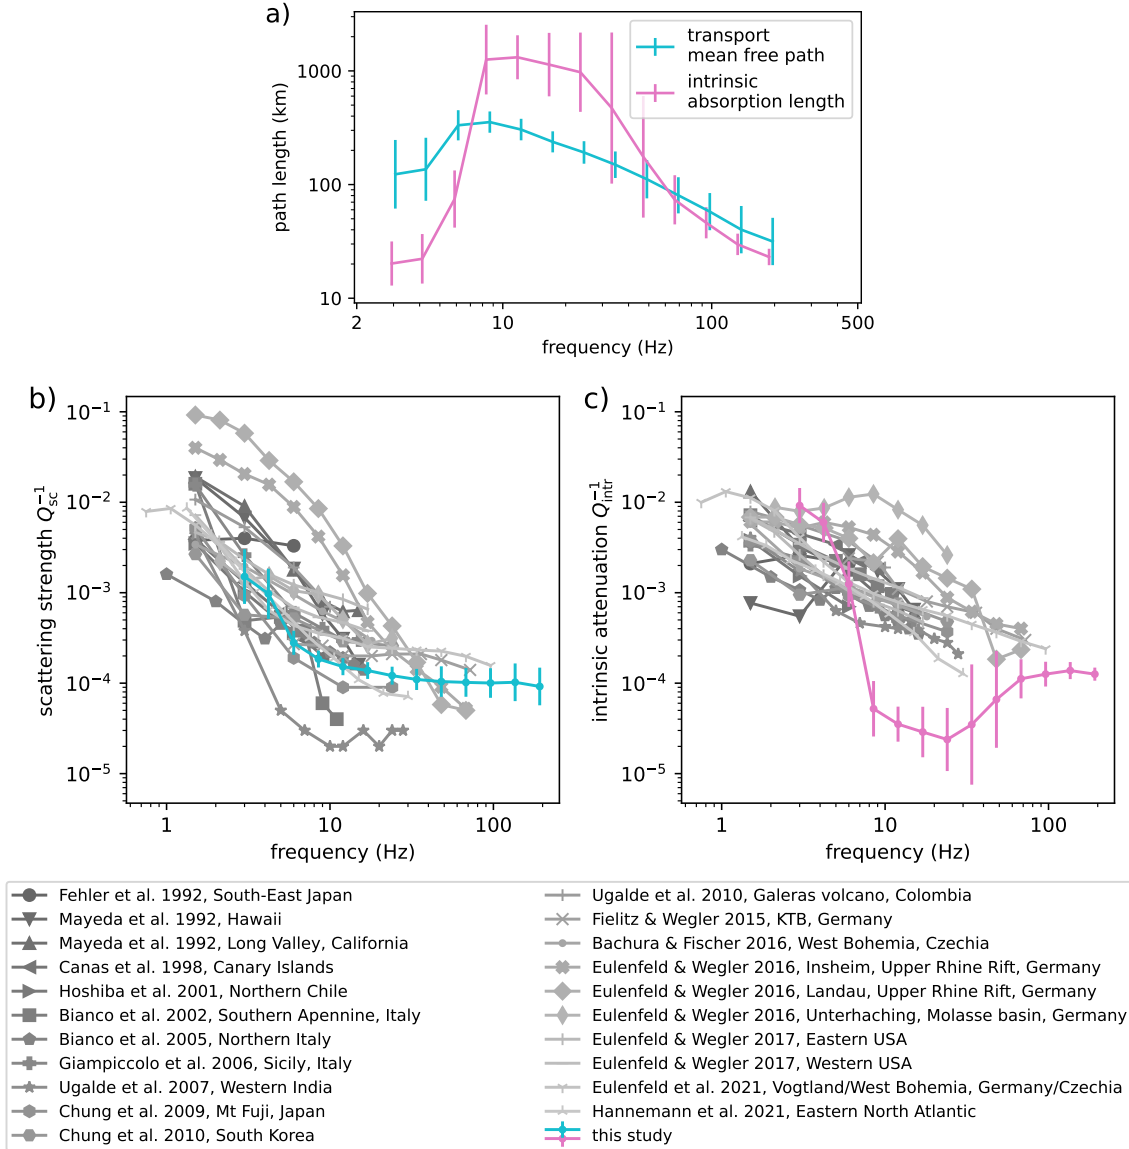 a)
path length (km)
1000
100
10
transport
mean free path
intrinsic
absorption length
2
10
100
500
frequency (Hz)
b)
scattering strength Q_sc^−1
10^−1
10^−2
10^−3
10^−4
10^−5
1
10
100
frequency (Hz)
c)
intrinsic attenuation Q_intr^−1
10^−1
10^−2
10^−3
10^−4
10^−5
1
10
100
frequency (Hz)
Fehler et al. 1992, South-East Japan
Mayeda et al. 1992, Hawaii
Mayeda et al. 1992, Long Valley, California
Canas et al. 1998, Canary Islands
Hoshiba et al. 2001, Northern Chile
Bianco et al. 2002, Southern Apennine, Italy
Bianco et al. 2005, Northern Italy
Giampiccolo et al. 2006, Sicily, Italy
Ugalde et al. 2007, Western India
Chung et al. 2009, Mt Fuji, Japan
Chung et al. 2010, South Korea
Ugalde et al. 2010, Galeras volcano, Colombia
Fielitz & Wegler 2015, KTB, Germany
Bachura & Fischer 2016, West Bohemia, Czechia
Eulenfeld & Wegler 2016, Insheim, Upper Rhine Rift, Germany
Eulenfeld & Wegler 2016, Landau, Upper Rhine Rift, Germany
Eulenfeld & Wegler 2016, Unterhaching, Molasse basin, Germany
Eulenfeld & Wegler 2017, Eastern USA
Eulenfeld & Wegler 2017, Western USA
Eulenfeld et al. 2021, Vogtland/West Bohemia, Germany/Czechia
Hannemann et al. 2021, Eastern North Atlantic
this study